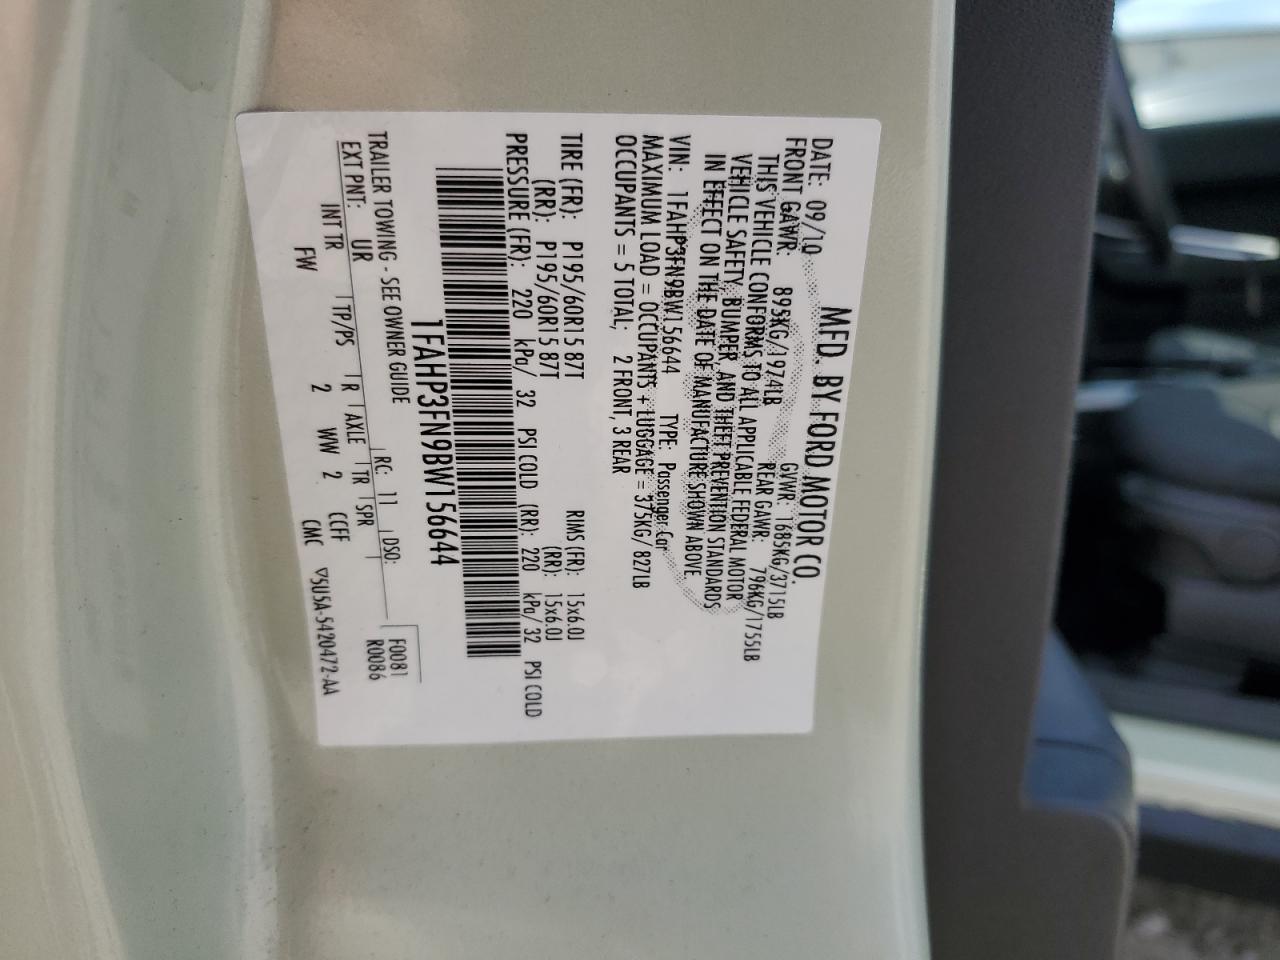 MFD. BY FORD MOTOR CO.
DATE: 09/10 GVWR: 1685KG/3715LB
FRONT GAWR: 895KG/1974LB REAR GAWR: 796KG/1755LB
THIS VEHICLE CONFORMS TO ALL APPLICABLE FEDERAL MOTOR
VEHICLE SAFETY, BUMPER, AND THEFT PREVENTION STANDARDS
IN EFFECT ON THE DATE OF MANUFACTURE SHOWN ABOVE
VIN: 1FAHP3FN9BW156644 TYPE: Passenger Car
MAXIMUM LOAD = OCCUPANTS + LUGGAGE = 375KG/827LB
OCCUPANTS = 5 TOTAL, 2 FRONT, 3 REAR
TIRE (FR): P195/60R15 87T RIMS (FR): 15x6.0J
(RR): P195/60R15 87T (RR): 15x6.0J
PRESSURE (FR): 220 kPa/ 32 PSI COLD (RR): 220 kPa/ 32 PSI COLD
1FAHP3FN9BW156644
TRAILER TOWING - SEE OWNER GUIDE
F0081
R0086
EXT PNT: UR RC: 11 DSO:
INT TR TP/PS R AXLE TR SPR
FW 2 WW 2 CCFF
CMC ▽5U5A-5420472-AA